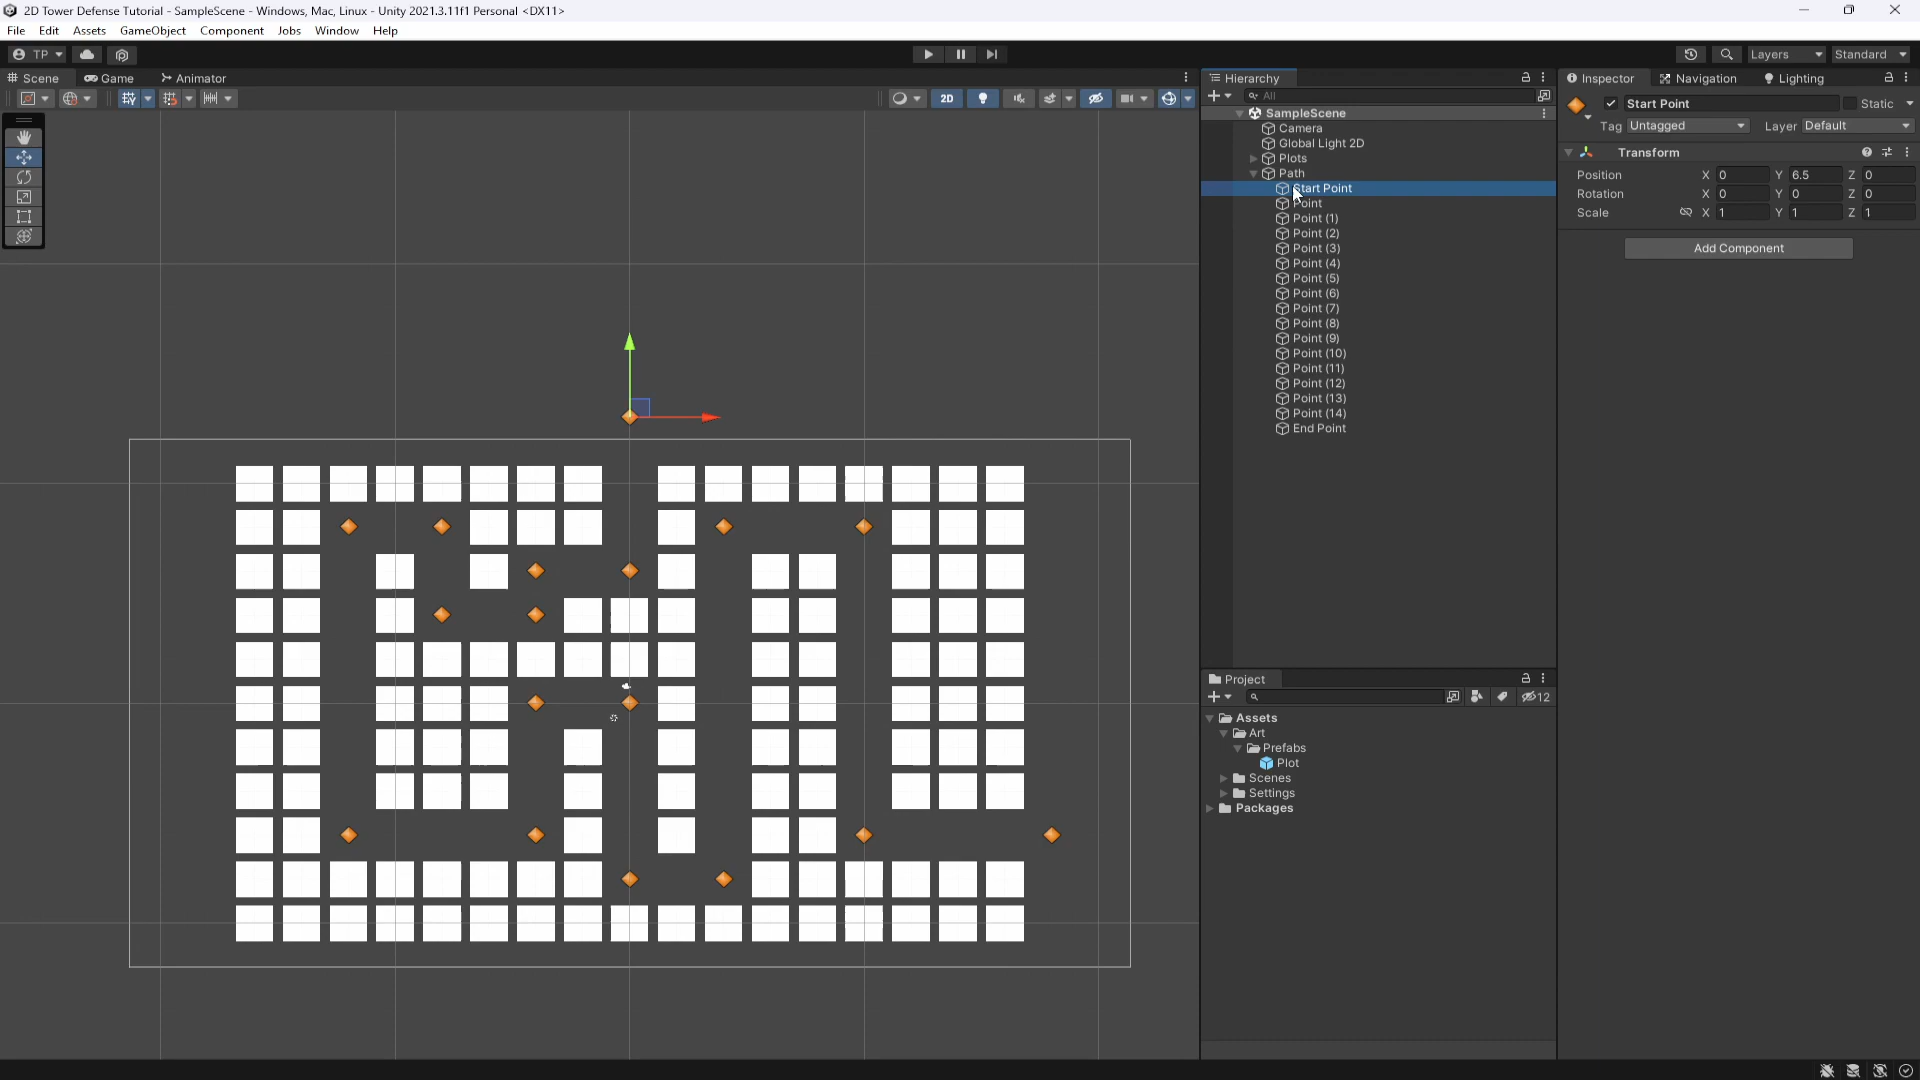 2D Tower Defense Tutorial - SampleScene - Windows, Mac, Linux - Unity 2021.3.11f1 Personal <DX11>
File Edit Assets GameObject Component Jobs Window Help
TP
Layers
Standard
Scene Game Animator
2D
Hierarchy
All
SampleScene
Camera
Global Light 2D
Plots
Path
Start Point
Point
Point (1)
Point (2)
Point (3)
Point (4)
Point (5)
Point (6)
Point (7)
Point (8)
Point (9)
Point (10)
Point (11)
Point (12)
Point (13)
Point (14)
End Point
Project
12
Assets
Art
Prefabs
Plot
Scenes
Settings
Packages
Inspector Navigation Lighting
Start Point Static
Tag Untagged Layer Default
Transform
Position X 0 Y 6.5 Z 0
Rotation X 0 Y 0 Z 0
Scale X 1 Y 1 Z 1
Add Component